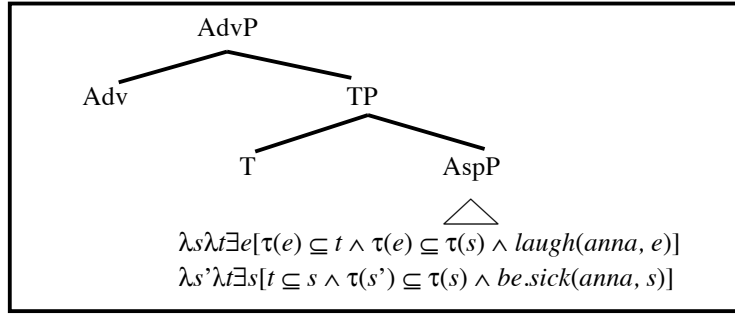 AdvP
Adv TP
T AspP
λsλt∃e[τ(e) ⊆ t ∧ τ(e) ⊆ τ(s) ∧ laugh(anna, e)]
λs’λt∃s[t ⊆ s ∧ τ(s’) ⊆ τ(s) ∧ be.sick(anna, s)]